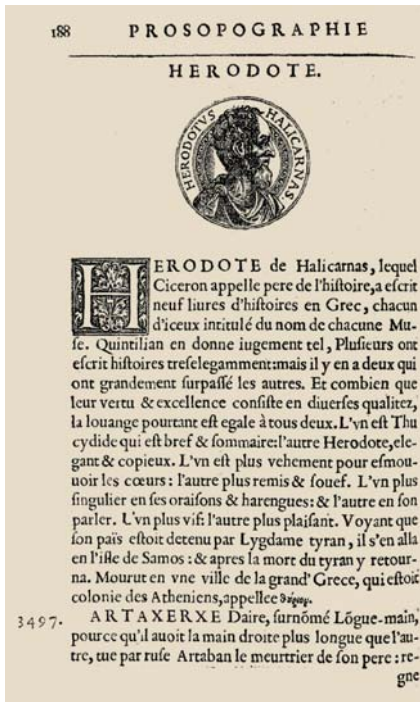 188 PROSOPOGRAPHIE
HERODOTE.
HERODOTVS HALICARNAS.
HERODOTE de Halicarnas, lequel
Ciceron appelle pere de l'hiſtoire, a eſcrit
neuf liures d'hiſtoires en Grec, chacun
d'iceux intitulé du nom de chacune Mu-
ſe. Quintilian en donne iugement tel, Pluſieurs ont
eſcrit hiſtoires treſelegamment: mais il y en a deux qui
ont grandement ſurpaſſé les autres. Et combien que
leur vertu & excellence conſiſte en diuerſes qualitez,
la louange pourtant eſt egale à tous deux. L'vn eſt Thu
cydide qui eſt bref & ſommaire: l'autre Herodote, ele-
gant & copieux. L'vn eſt plus vehement pour eſmou-
uoir les cœurs: l'autre plus remis & ſouef. L'vn plus
ſingulier en ſes oraiſons & harengues: & l'autre en ſon
parler. L'vn plus vif: l'autre plus plaiſant. Voyant que
ſon païs eſtoit detenu par Lygdame tyran, il s'en alla
en l'iſle de Samos: & apres la mort du tyran y retour-
na. Mourut en vne ville de la grand' Grece, qui eſtoit
colonie des Atheniens, appellee
3497. ARTAXERXE Daire, ſurnõmé Lõgue-main,
pource qu'il auoit la main droite plus longue que l'au-
tre, tue par ruſe Artaban le meurtrier de ſon pere: re-
gne